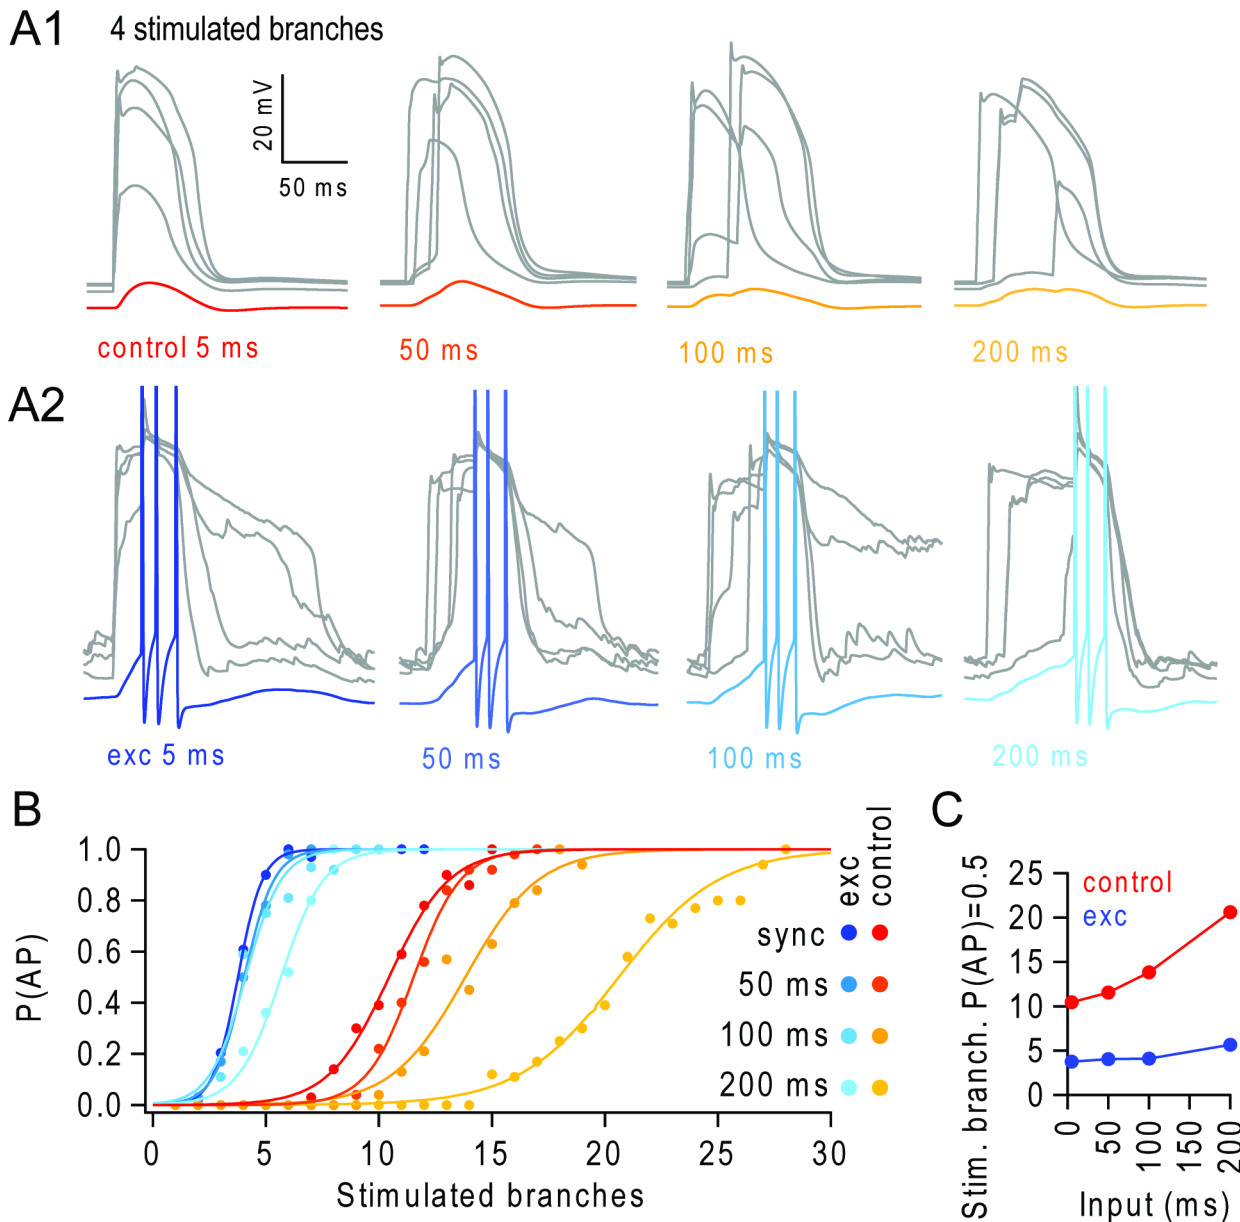 A1 4 stimulated branches
20 mV
50 ms
control 5 ms
50 ms
100 ms
200 ms
A2
exc 5 ms
50 ms
100 ms
200 ms
B
P(AP)
1.0
0.8
0.6
0.4
0.2
0.0
0 5 10 15 20 25 30
Stimulated branches
exc
control
sync
50 ms
100 ms
200 ms
C
Stim. branch. P(AP)=0.5
25
20
15
10
5
0
control
exc
0 50 100 150 200
Input (ms)